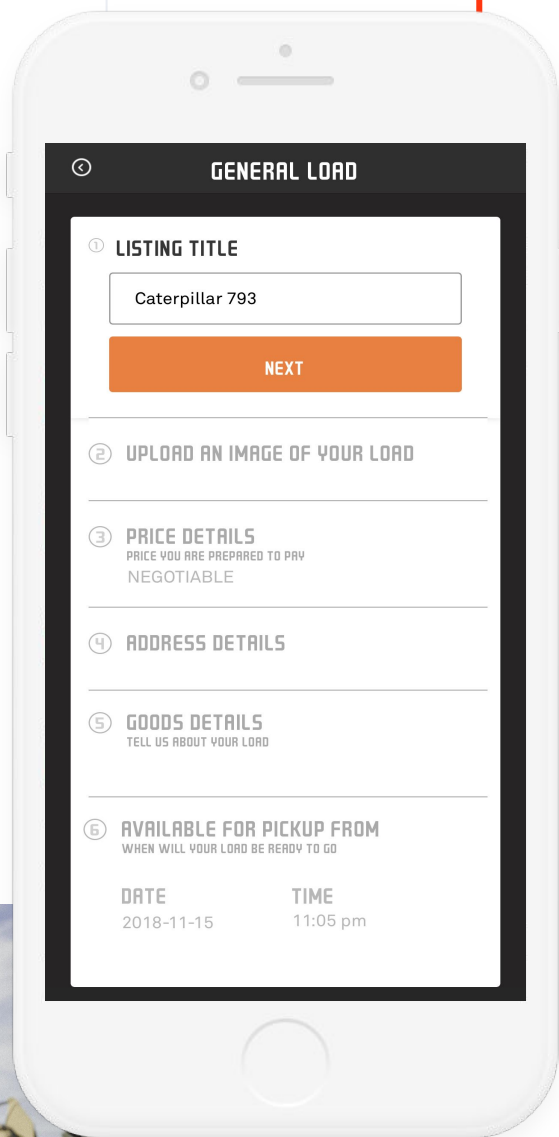 GENERAL LOAD
1 LISTING TITLE
Caterpillar 793
NEXT
2 UPLOAD AN IMAGE OF YOUR LOAD
3 PRICE DETAILS
PRICE YOU ARE PREPARED TO PAY
NEGOTIABLE
4 ADDRESS DETAILS
5 GOODS DETAILS
TELL US ABOUT YOUR LOAD
6 AVAILABLE FOR PICKUP FROM
WHEN WILL YOUR LOAD BE READY TO GO
DATE TIME
2018-11-15 11:05 pm